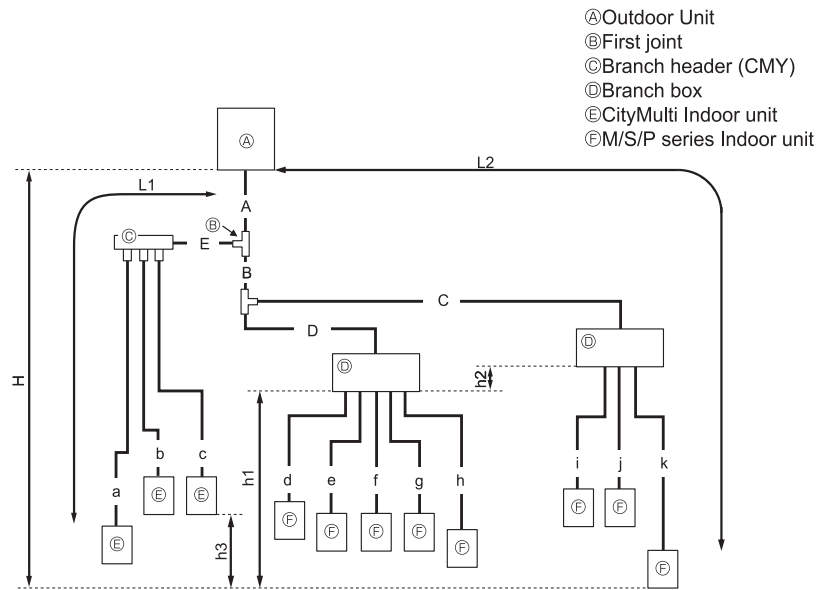 ⒶOutdoor Unit
ⒷFirst joint
ⒸBranch header (CMY)
ⒹBranch box
ⒺCityMulti Indoor unit
ⒻM/S/P series Indoor unit
Ⓐ
L2
L1
A
Ⓑ
Ⓒ
E
B
C
D
Ⓓ
Ⓓ
h2
H
b
c
a
h1
d
e
f
g
h
i
j
k
Ⓔ
Ⓔ
Ⓔ
h3
Ⓕ
Ⓕ
Ⓕ
Ⓕ
Ⓕ
Ⓕ
Ⓕ
Ⓕ